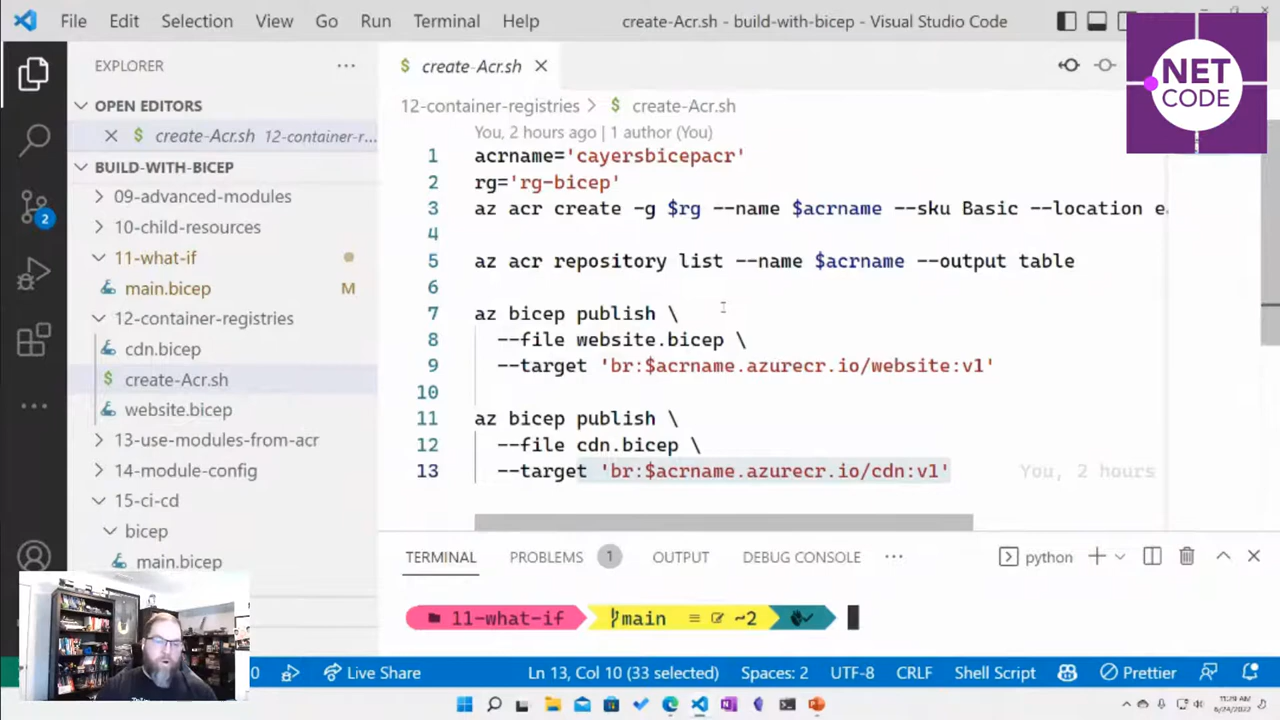 File Edit Selection View Go Run Terminal Help
create-Acr.sh - build-with-bicep - Visual Studio Code
NET
CODE
EXPLORER
OPEN EDITORS
create-Acr.sh 12-container-r...
BUILD-WITH-BICEP
09-advanced-modules
10-child-resources
11-what-if
main.bicep M
12-container-registries
cdn.bicep
create-Acr.sh
website.bicep
13-use-modules-from-acr
14-module-config
15-ci-cd
bicep
main.bicep
2
$ create-Acr.sh
12-container-registries > $ create-Acr.sh
You, 2 hours ago | 1 author (You)
1 acrname='cayersbicepacr'
2 rg='rg-bicep'
3 az acr create -g $rg --name $acrname --sku Basic --location e
4
5 az acr repository list --name $acrname --output table
6
7 az bicep publish \
8 --file website.bicep \
9 --target 'br:$acrname.azurecr.io/website:v1'
10
11 az bicep publish \
12 --file cdn.bicep \
13 --target 'br:$acrname.azurecr.io/cdn:v1' You, 2 hours
TERMINAL PROBLEMS 1 OUTPUT DEBUG CONSOLE ··· python
11-what-if main ≡ ~2
0 Live Share Ln 13, Col 10 (33 selected) Spaces: 2 UTF-8 CRLF Shell Script Prettier
11:29 AM
6/24/2022